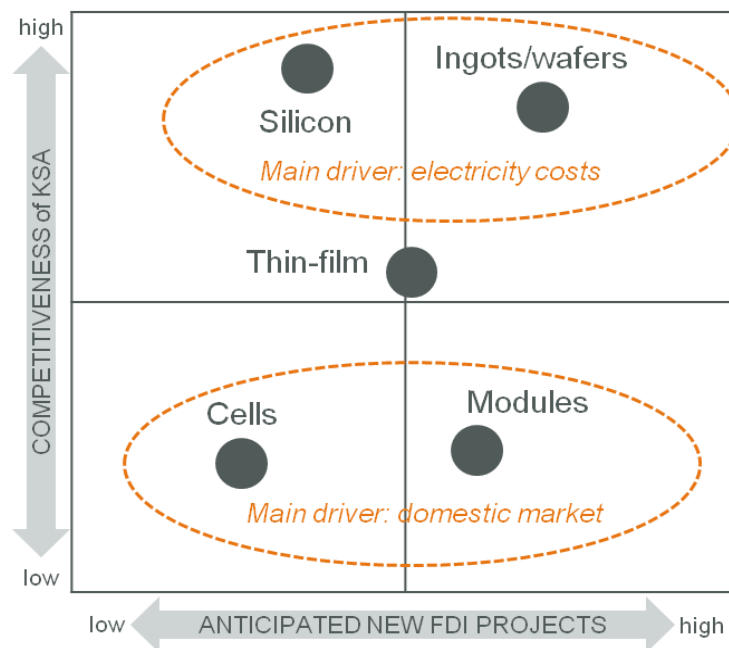 high
Ingots/wafers
Silicon
Main driver: electricity costs
COMPETITIVENESS of KSA
Thin-film
Cells
Modules
Main driver: domestic market
low
low
ANTICIPATED NEW FDI PROJECTS
high